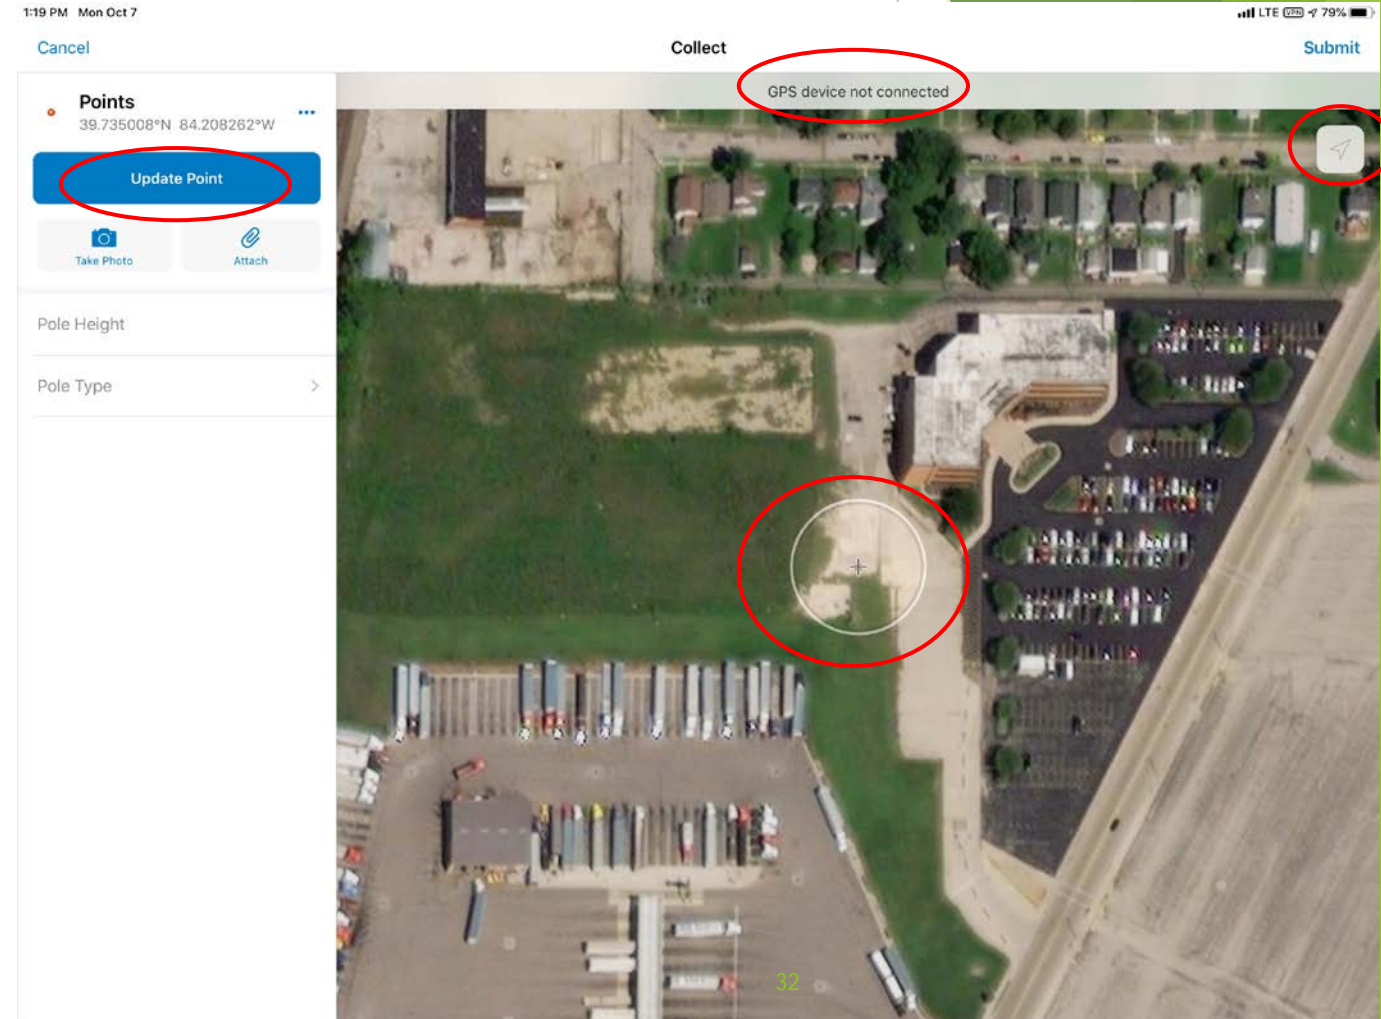 1:19 PM Mon Oct 7
LTE VPN 79%
Cancel
Collect
Submit
GPS device not connected
Points
39.735008°N 84.208262°W
Update Point
Take Photo
Attach
Pole Height
Pole Type
32